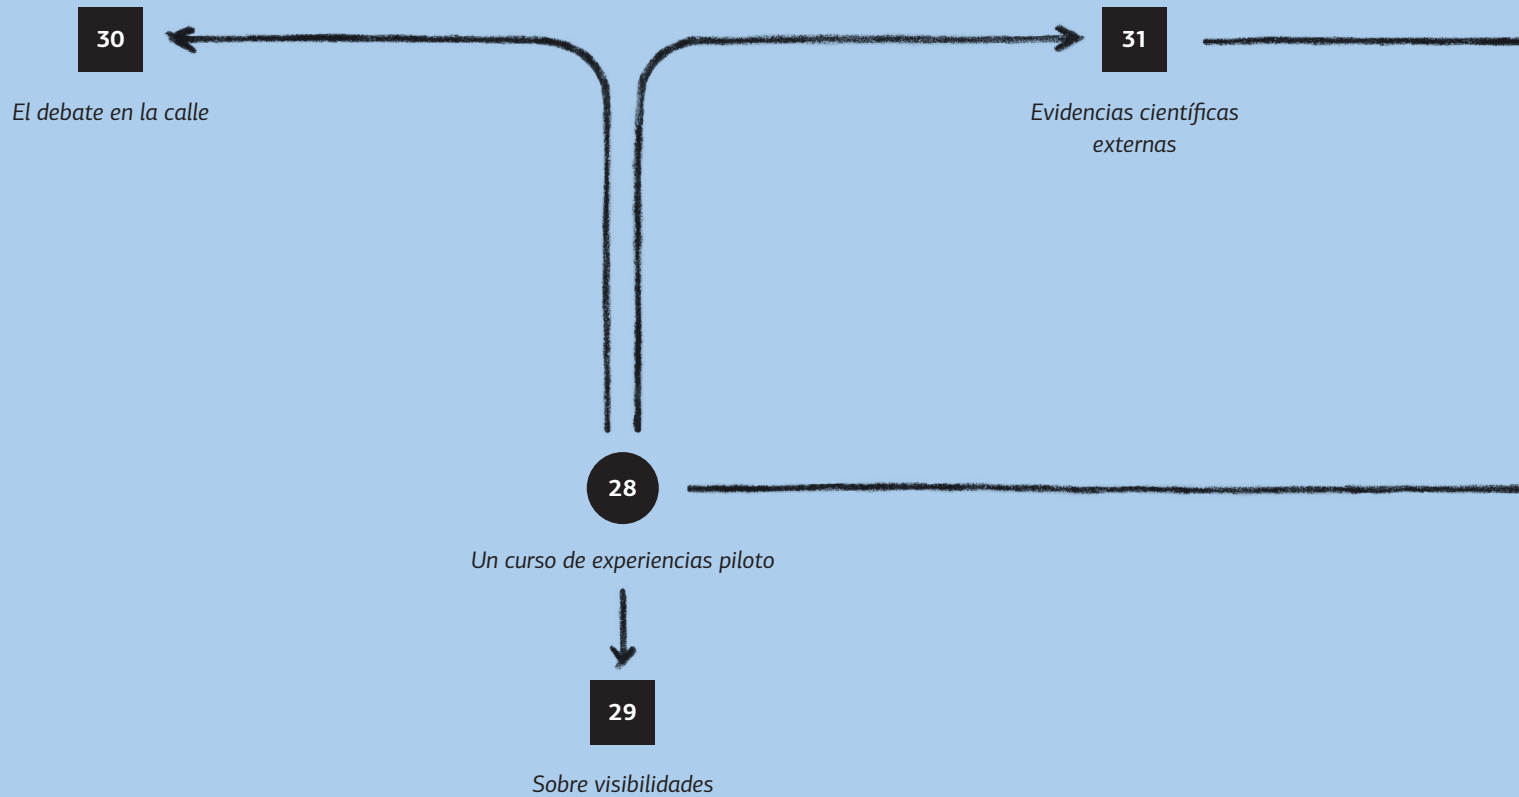 30
El debate en la calle
31
Evidencias científicas
externas
28
Un curso de experiencias piloto
29
Sobre visibilidades